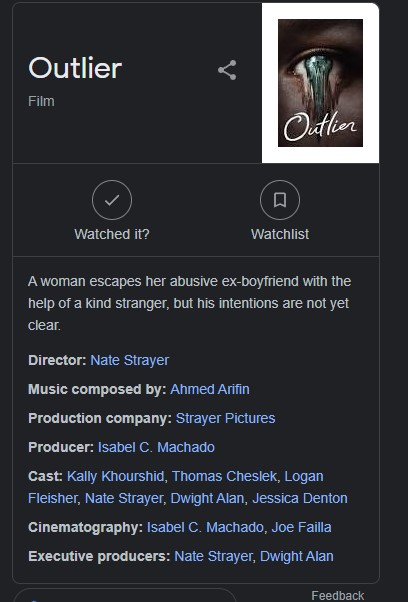 Outlier
Film
Outlier
Watched it?
Watchlist
A woman escapes her abusive ex-boyfriend with the
help of a kind stranger, but his intentions are not yet
clear.
Director: Nate Strayer
Music composed by: Ahmed Arifin
Production company: Strayer Pictures
Producer: Isabel C. Machado
Cast: Kally Khourshid, Thomas Cheslek, Logan
Fleisher, Nate Strayer, Dwight Alan, Jessica Denton
Cinematography: Isabel C. Machado, Joe Failla
Executive producers: Nate Strayer, Dwight Alan
Feedback